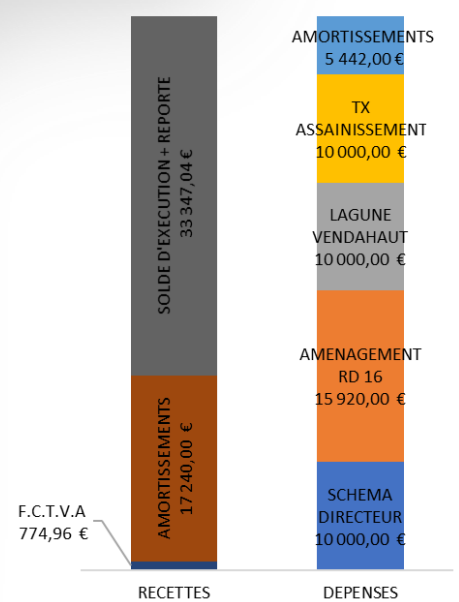 SOLDE D'EXECUTION + REPORTE
33 347,04 €
AMORTISSEMENTS
17 240,00 €
F.C.T.V.A
774,96 €
RECETTES
AMORTISSEMENTS
5 442,00 €
TX
ASSAINISSEMENT
10 000,00 €
LAGUNE
VENDAHAUT
10 000,00 €
AMENAGEMENT
RD 16
15 920,00 €
SCHEMA
DIRECTEUR
10 000,00 €
DEPENSES